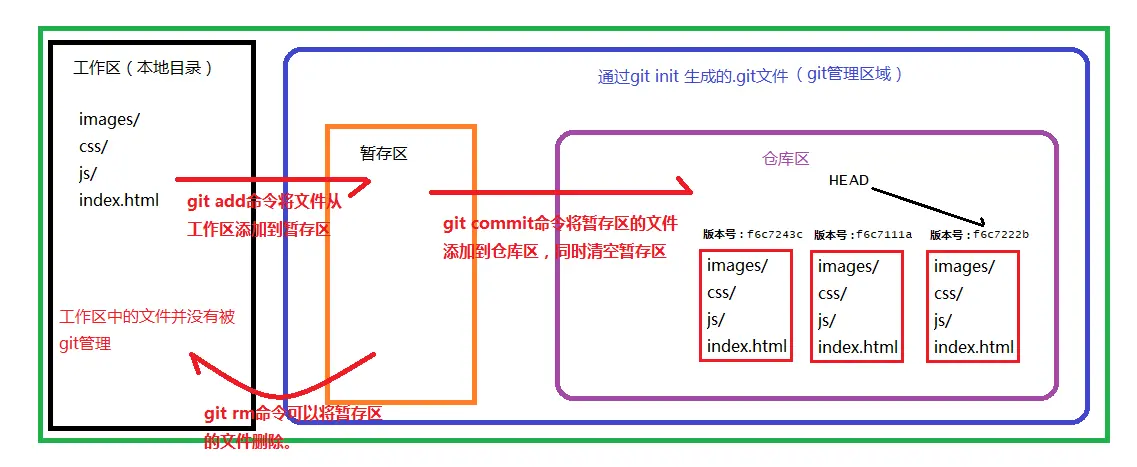 工作区（本地目录）
images/
css/
js/
index.html
工作区中的文件并没有被
git管理
git add命令将文件从
工作区添加到暂存区
git rm命令可以将暂存区
的文件删除。
通过git init 生成的.git文件（git管理区域）
暂存区
git commit命令将暂存区的文件
添加到仓库区，同时清空暂存区
仓库区
HEAD
版本号：f6c7243c
images/
css/
js/
index.html
版本号：f6c7111a
images/
css/
js/
index.html
版本号：f6c7222b
images/
css/
js/
index.html